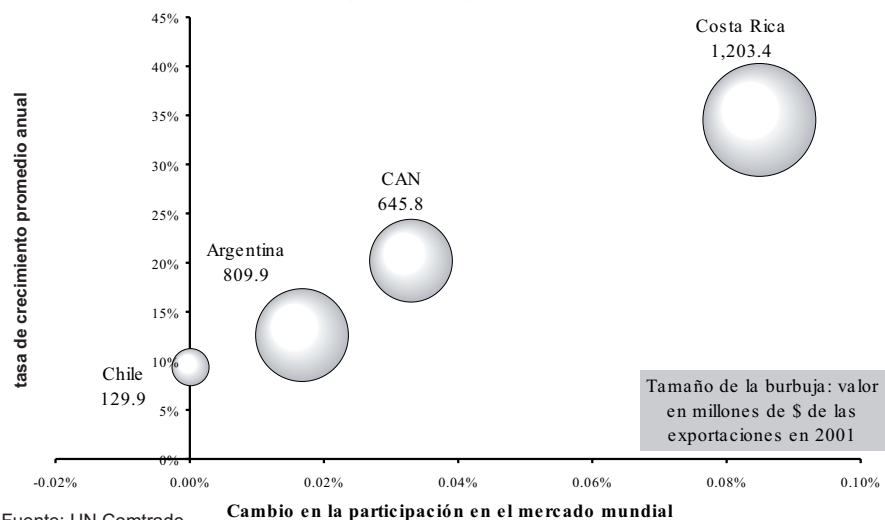 45%
Costa Rica
1,203.4
40%
35%
30%
CAN
645.8
25%
Argentina
809.9
20%
15%
10%
Chile
129.9
5%
0%
tasa de crecimiento promedio anual
Tamaño de la burbuja: valor
en millones de $ de las
exportaciones en 2001
-0.02% 0.00% 0.02% 0.04% 0.06% 0.08% 0.10%
Cambio en la participación en el mercado mundial
Fuente: UN Comtrade